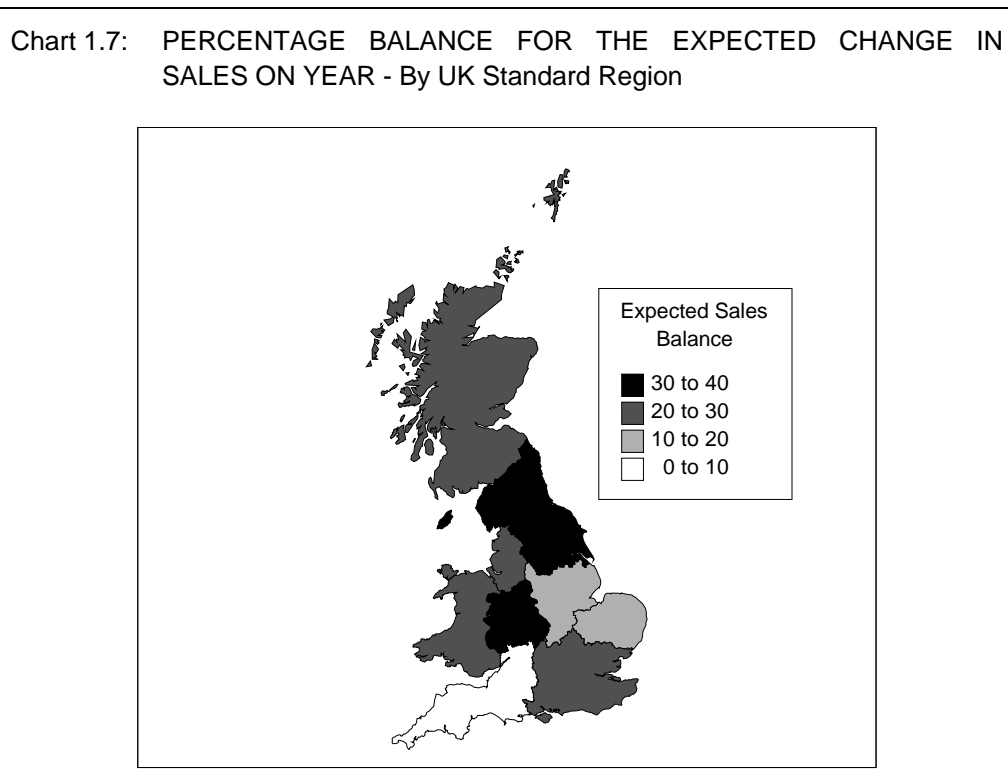 Chart 1.7: PERCENTAGE BALANCE FOR THE EXPECTED CHANGE IN
SALES ON YEAR - By UK Standard Region
Expected Sales
Balance
30 to 40
20 to 30
10 to 20
0 to 10